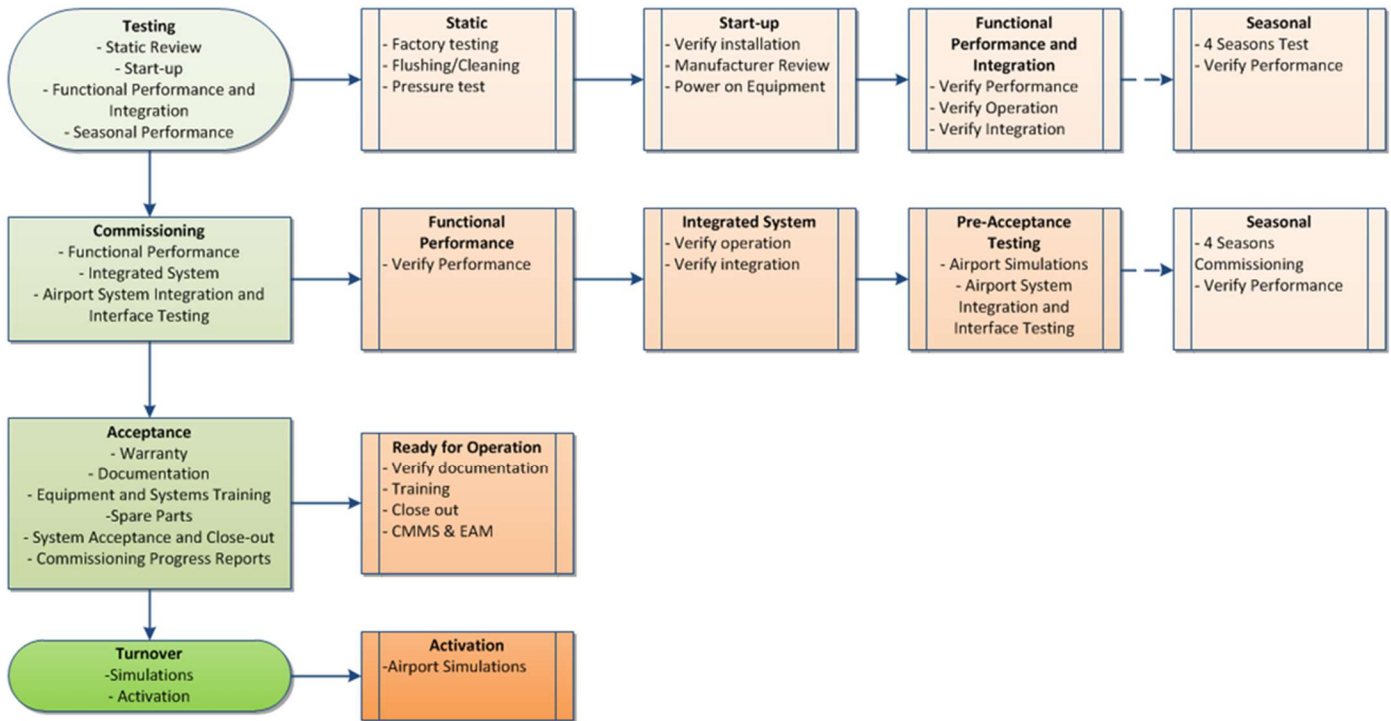 Testing
- Static Review
- Start-up
- Functional Performance and
Integration
- Seasonal Performance
Static
- Factory testing
- Flushing/Cleaning
- Pressure test
Start-up
- Verify installation
- Manufacturer Review
- Power on Equipment
Functional
Performance and
Integration
- Verify Performance
- Verify Operation
- Verify Integration
Seasonal
- 4 Seasons Test
- Verify Performance
Commissioning
- Functional Performance
- Integrated System
- Airport System Integration and
Interface Testing
Functional
Performance
- Verify Performance
Integrated System
- Verify operation
- Verify integration
Pre-Acceptance
Testing
- Airport Simulations
- Airport System
Integration and
Interface Testing
Seasonal
- 4 Seasons
Commissioning
- Verify Performance
Acceptance
- Warranty
- Documentation
- Equipment and Systems Training
-Spare Parts
- System Acceptance and Close-out
- Commissioning Progress Reports
Ready for Operation
- Verify documentation
- Training
- Close out
- CMMS & EAM
Turnover
-Simulations
- Activation
Activation
-Airport Simulations